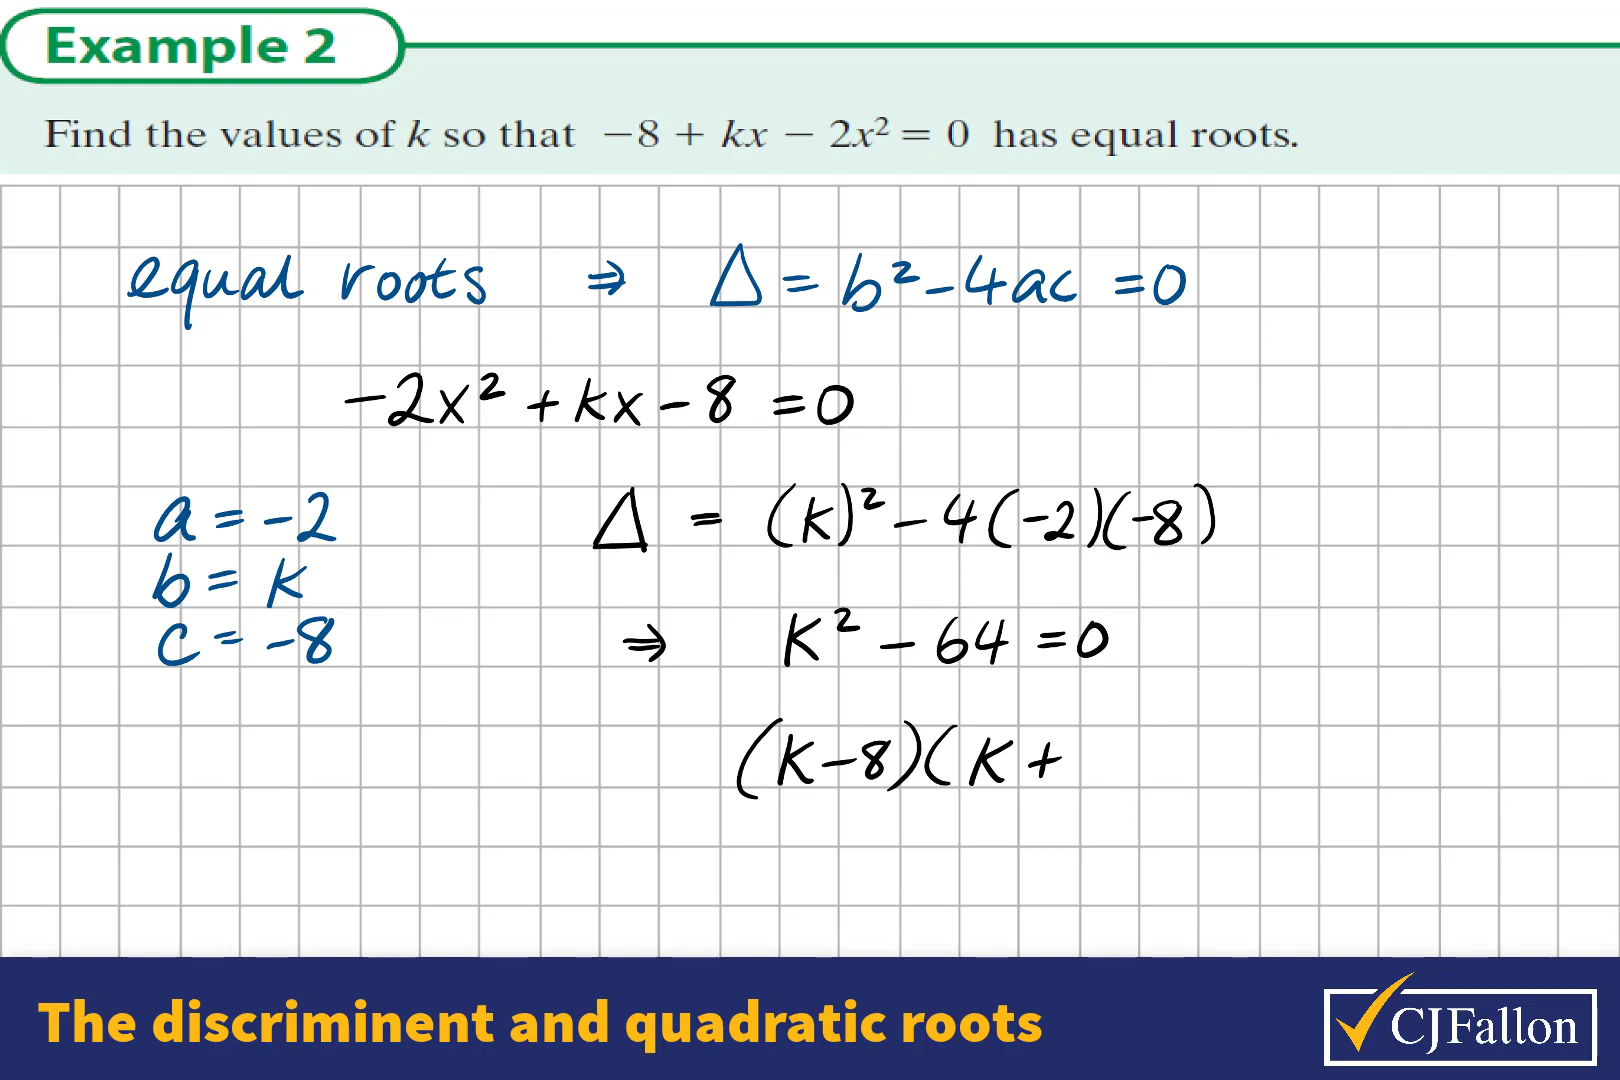 Example 2
Find the values of k so that −8 + kx − 2x² = 0 has equal roots.
equal roots ⇒ Δ = b² - 4ac = 0
-2x² + kx - 8 = 0
a = -2
b = k
c = -8
Δ = (k)² - 4(-2)(-8)
⇒ K² - 64 = 0
(K-8)(K+
The discriminent and quadratic roots
CJFallon